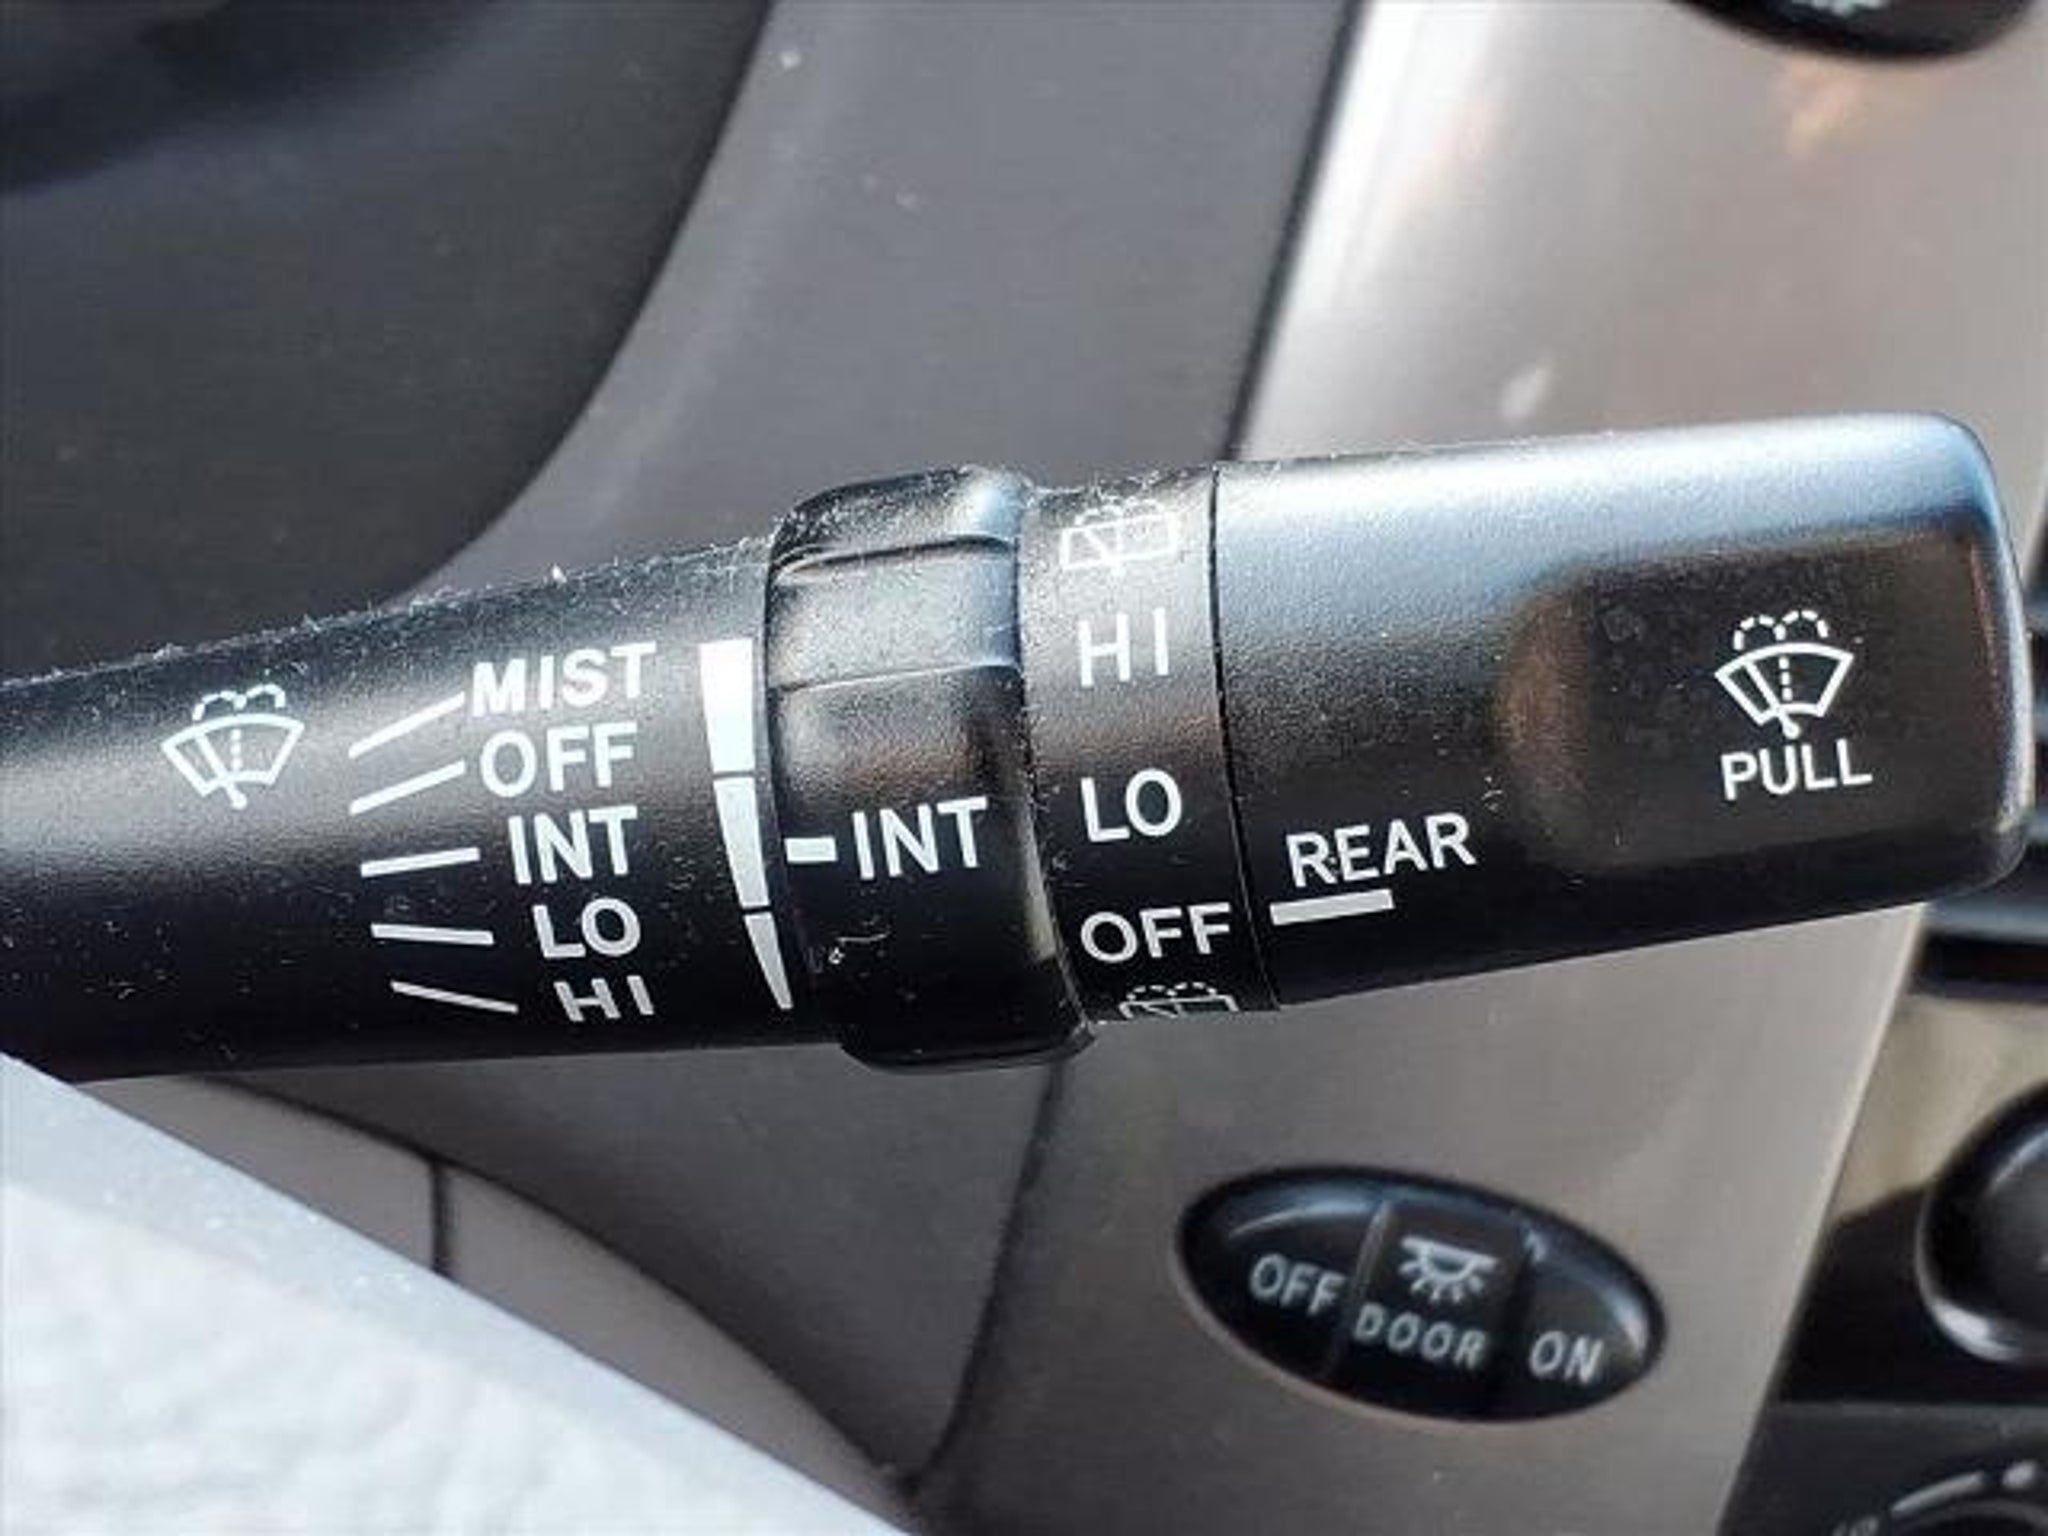 MIST
OFF
INT
LO
HI
INT
HI
LO
OFF
REAR
PULL
OFF
DOOR
ON